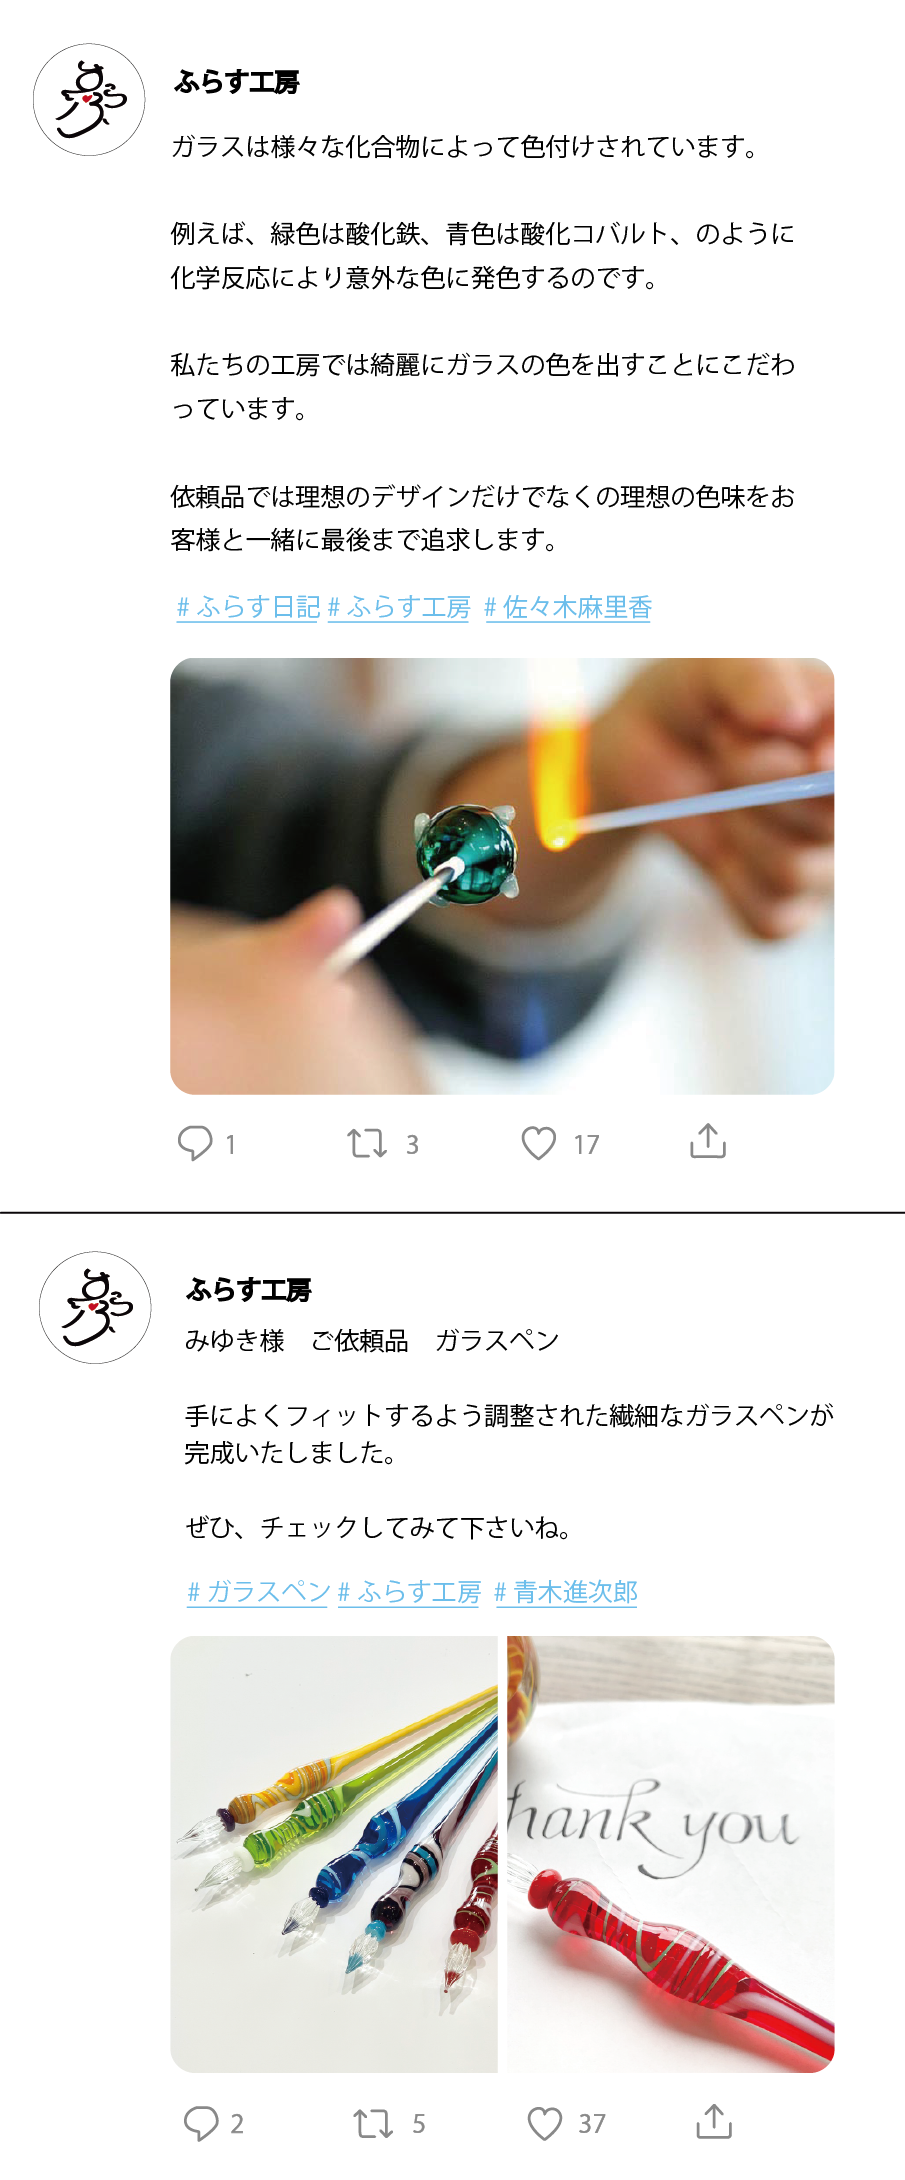 ふらす工房
ガラスは様々な化合物によって色付けされています。
例えば、緑色は酸化鉄、青色は酸化コバルト、のように
化学反応により意外な色に発色するのです。
私たちの工房では綺麗にガラスの色を出すことにこだわ
っています。
依頼品では理想のデザインだけでなくの理想の色味をお
客様と一緒に最後まで追求します。
# ふらす日記 # ふらす工房 # 佐々木麻里香
1 3 17
ふらす工房
みゆき様　ご依頼品　ガラスペン
手によくフィットするよう調整された繊細なガラスペンが
完成いたしました。
ぜひ、チェックしてみて下さいね。
# ガラスペン # ふらす工房 # 青木進次郎
thank you
2 5 37